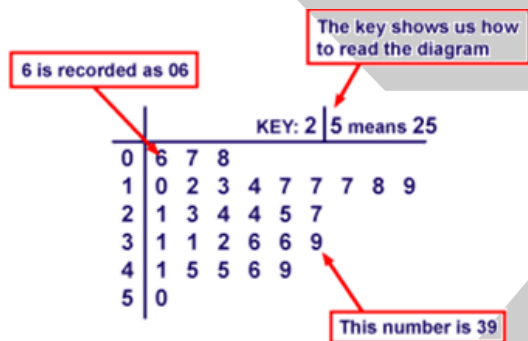 The key shows us how
to read the diagram
6 is recorded as 06
KEY: 2 | 5 means 25
0 | 6 7 8
1 | 0 2 3 4 7 7 7 8 9
2 | 1 3 4 4 5 7
3 | 1 1 2 6 6 9
4 | 1 5 5 6 9
5 | 0
This number is 39